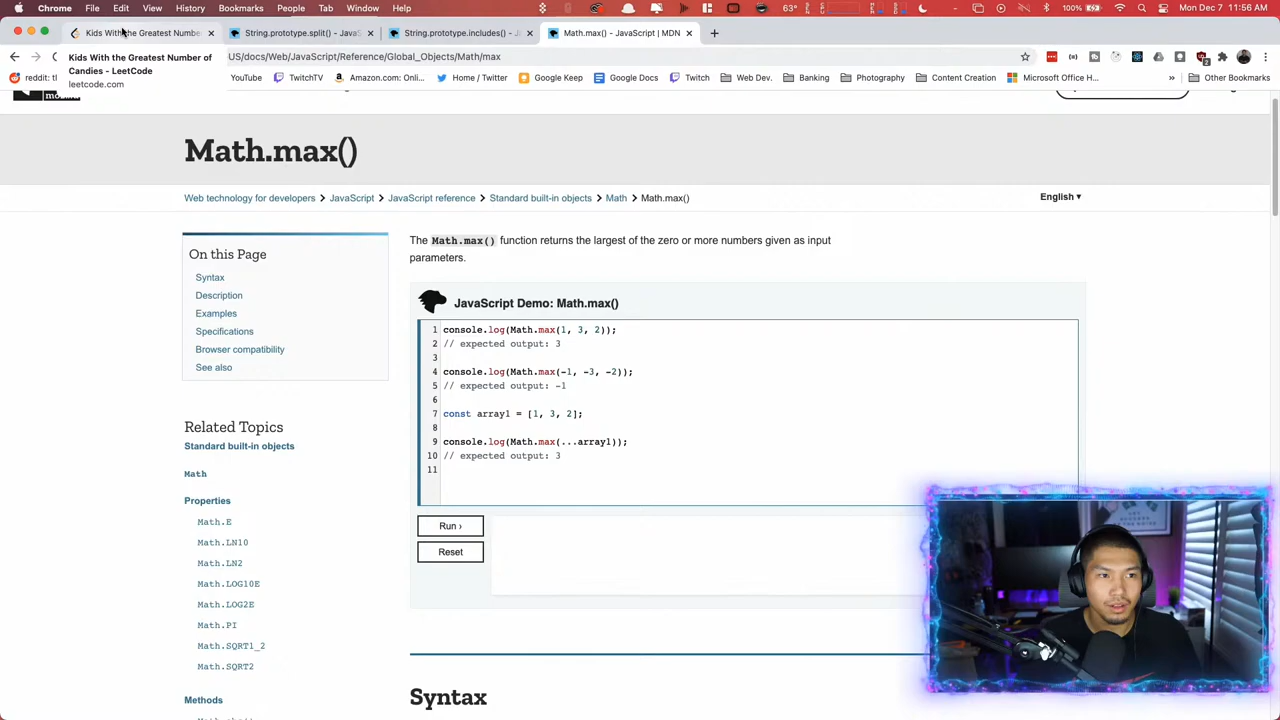 Chrome File Edit View History Bookmarks People Tab Window Help
Wed 11:56 AM
Kids With the Greatest Numbe
String.prototype.split() - JavaS
String.prototype.includes() - J
Math.max() - JavaScript | MDN
Kids With the Greatest Number of
Candies - LeetCode
leetcode.com
US/docs/Web/JavaScript/Reference/Global_Objects/Math/max
reddit: th
YouTube
TwitchTV
Amazon.com: Onli...
Home / Twitter
Google Keep
Google Docs
Twitch
Web Dev.
Banking
Photography
Content Creation
Microsoft Office H...
»
Other Bookmarks
Math.max()
Web technology for developers > JavaScript > JavaScript reference > Standard built-in objects > Math > Math.max()
English ▾
On this Page
Syntax
Description
Examples
Specifications
Browser compatibility
See also
Related Topics
Standard built-in objects
Math
Properties
Math.E
Math.LN10
Math.LN2
Math.LOG10E
Math.LOG2E
Math.PI
Math.SQRT1_2
Math.SQRT2
Methods
The Math.max() function returns the largest of the zero or more numbers given as input
parameters.
JavaScript Demo: Math.max()
1 console.log(Math.max(1, 3, 2));
2 // expected output: 3
3
4 console.log(Math.max(-1, -3, -2));
5 // expected output: -1
6
7 const array1 = [1, 3, 2];
8
9 console.log(Math.max(...array1));
10 // expected output: 3
11
Run ›
Reset
Syntax